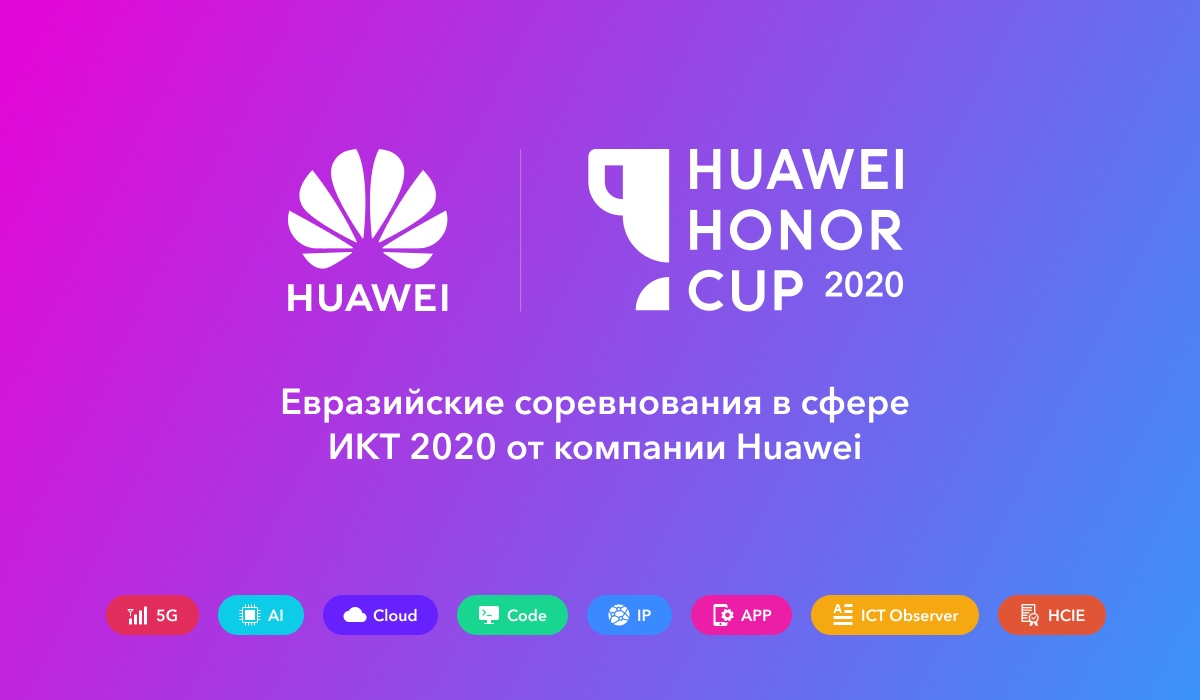 HUAWEI
HUAWEI
HONOR
CUP 2020
Евразийские соревнования в сфере
ИКТ 2020 от компании Huawei
5G
AI
Cloud
Code
IP
APP
ICT Observer
HCIE